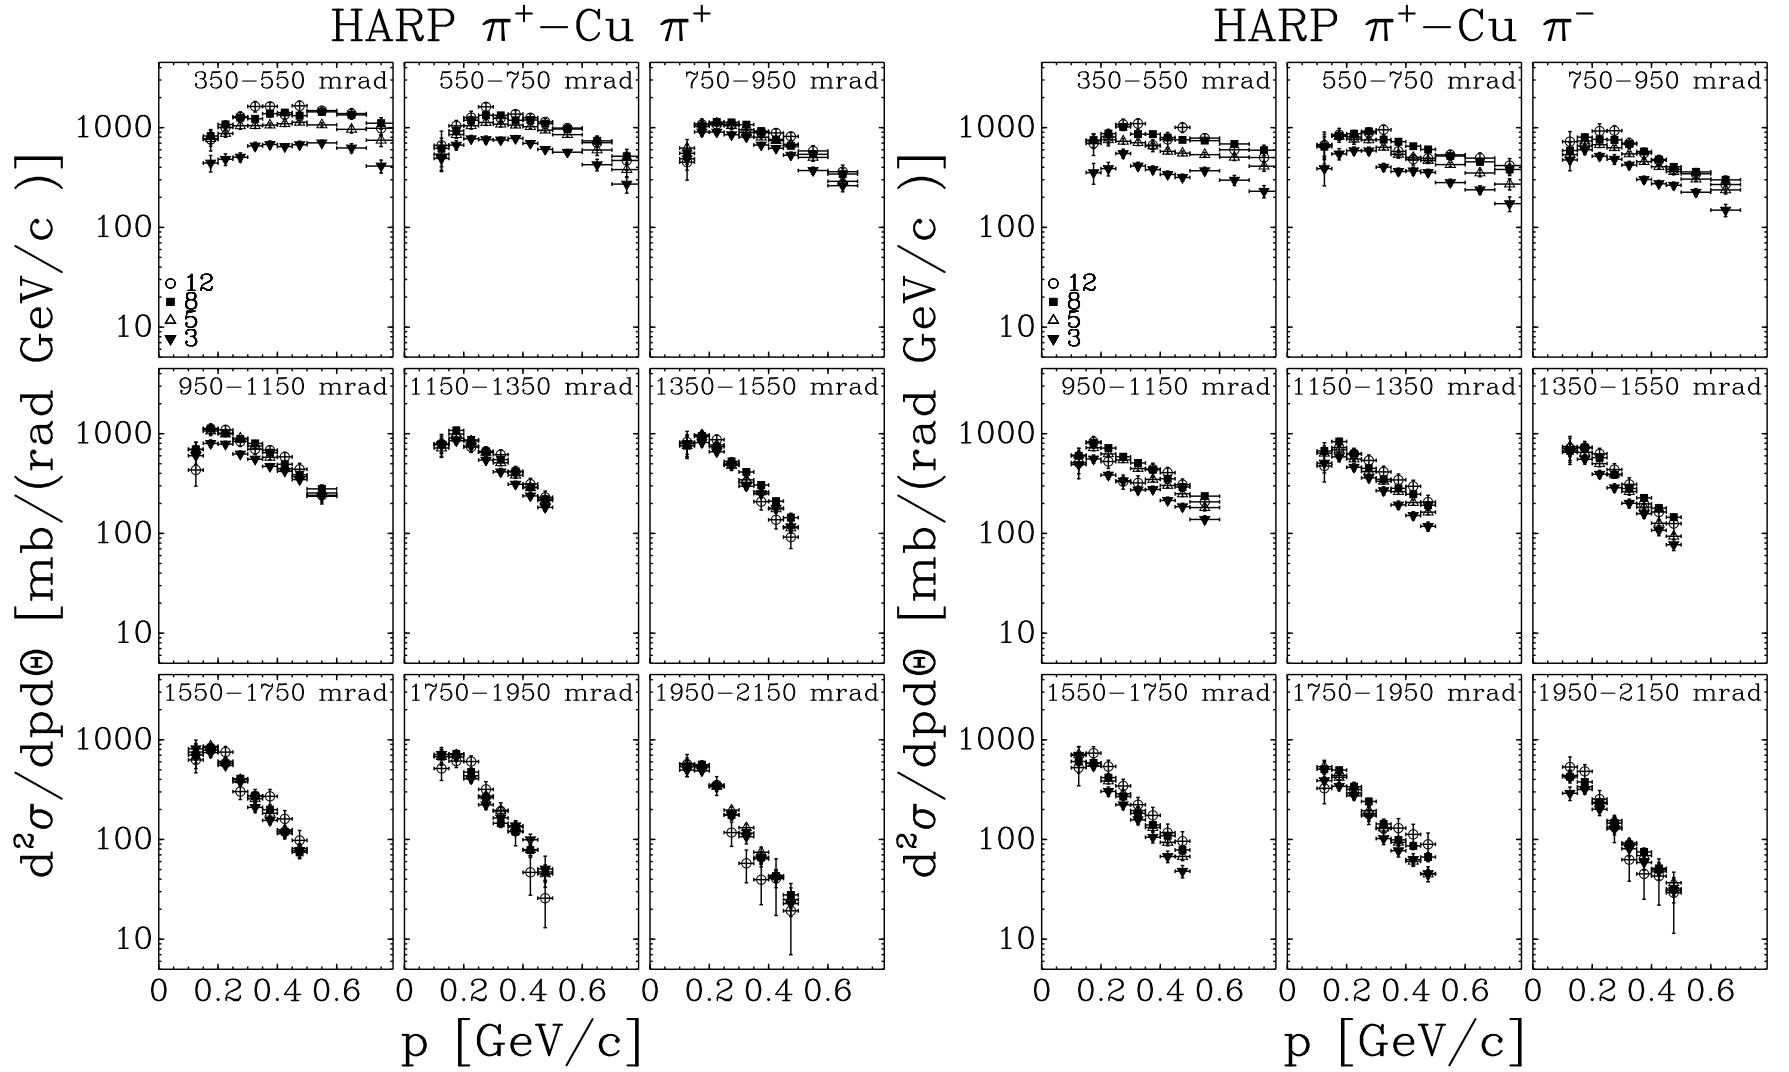 HARP π⁺−Cu π⁺
HARP π⁺−Cu π⁻
d²σ/dpdΘ [mb/(rad GeV/c )]
350−550 mrad
550−750 mrad
750−950 mrad
1000
100
10
12
8
5
3
950−1150 mrad
1150−1350 mrad
1350−1550 mrad
1000
100
10
1550−1750 mrad
1750−1950 mrad
1950−2150 mrad
1000
100
10
0 0.2 0.4 0.6
0 0.2 0.4 0.6
0 0.2 0.4 0.6
p [GeV/c]
d²σ/dpdΘ [mb/(rad GeV/c )]
350−550 mrad
550−750 mrad
750−950 mrad
1000
100
10
12
8
5
3
950−1150 mrad
1150−1350 mrad
1350−1550 mrad
1000
100
10
1550−1750 mrad
1750−1950 mrad
1950−2150 mrad
1000
100
10
0 0.2 0.4 0.6
0 0.2 0.4 0.6
0 0.2 0.4 0.6
p [GeV/c]